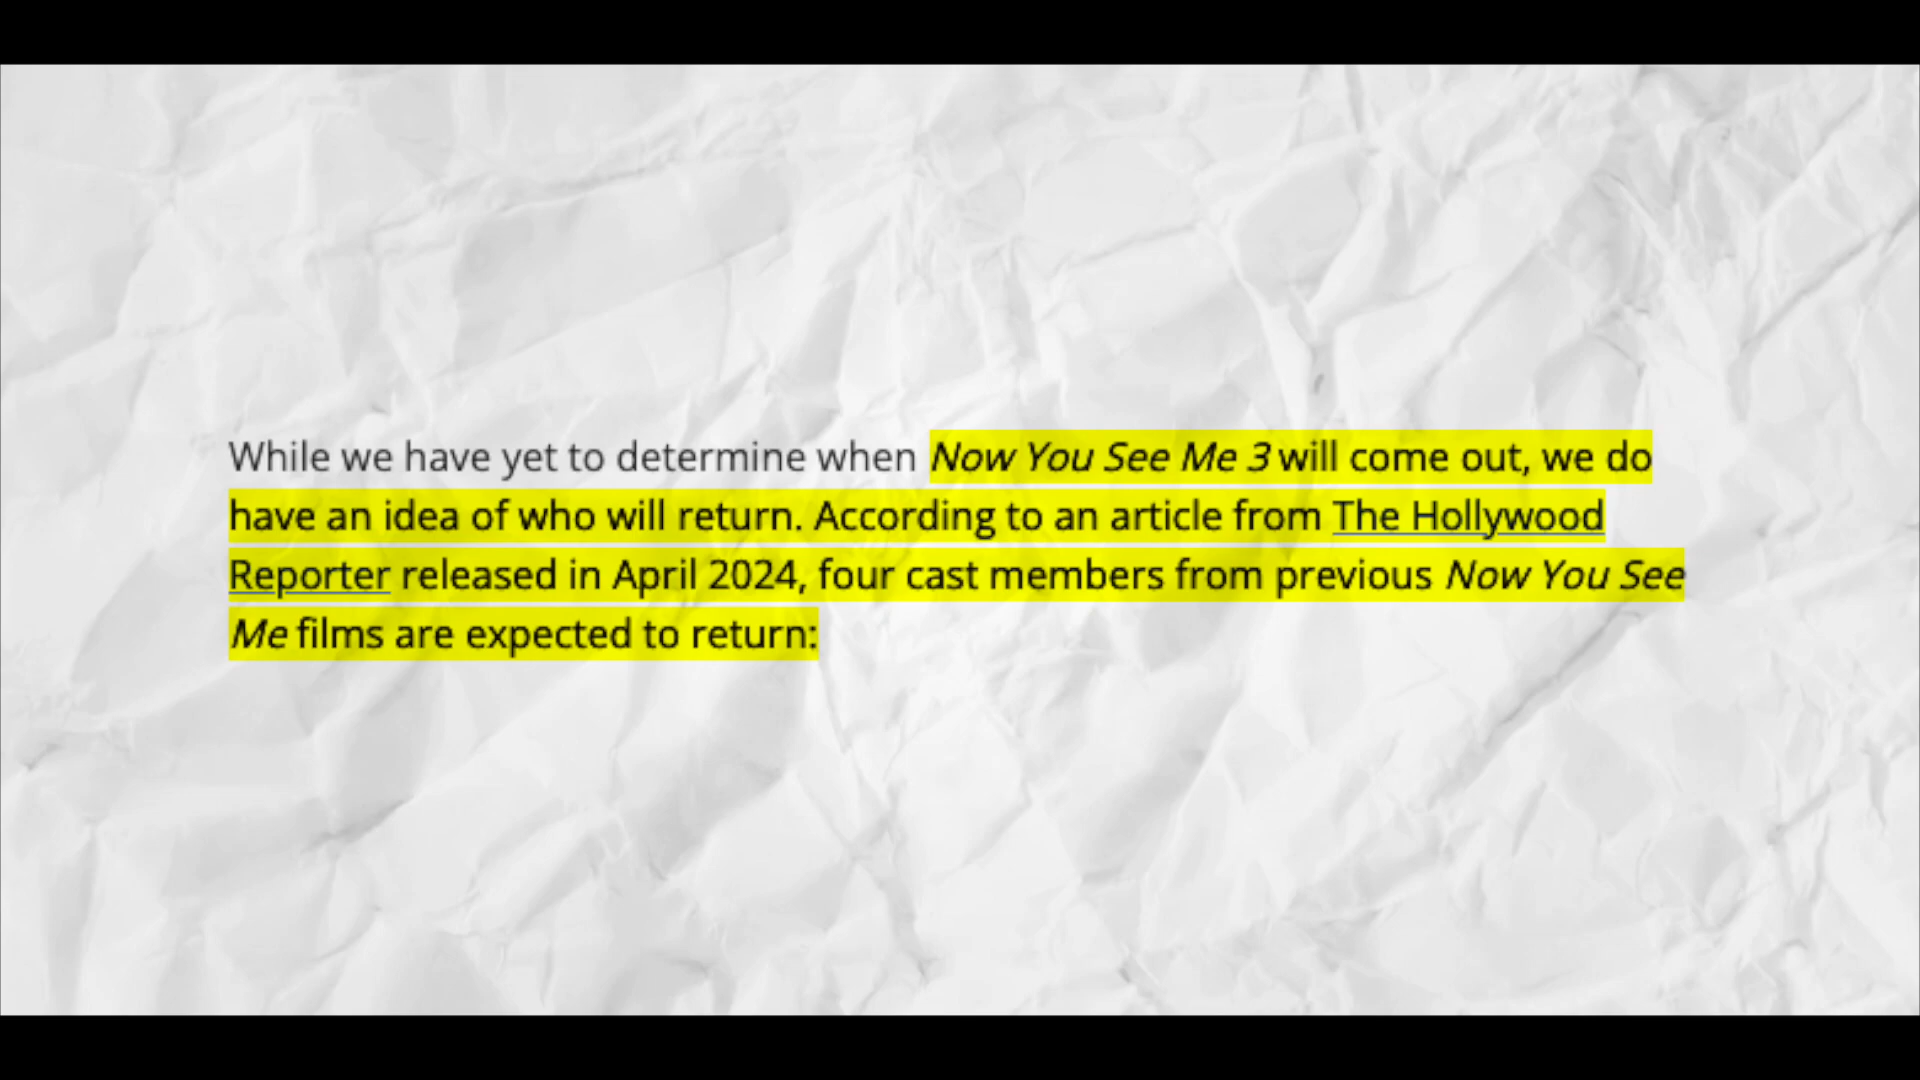 While we have yet to determine when Now You See Me 3 will come out, we do
have an idea of who will return. According to an article from The Hollywood
Reporter released in April 2024, four cast members from previous Now You See
Me films are expected to return: